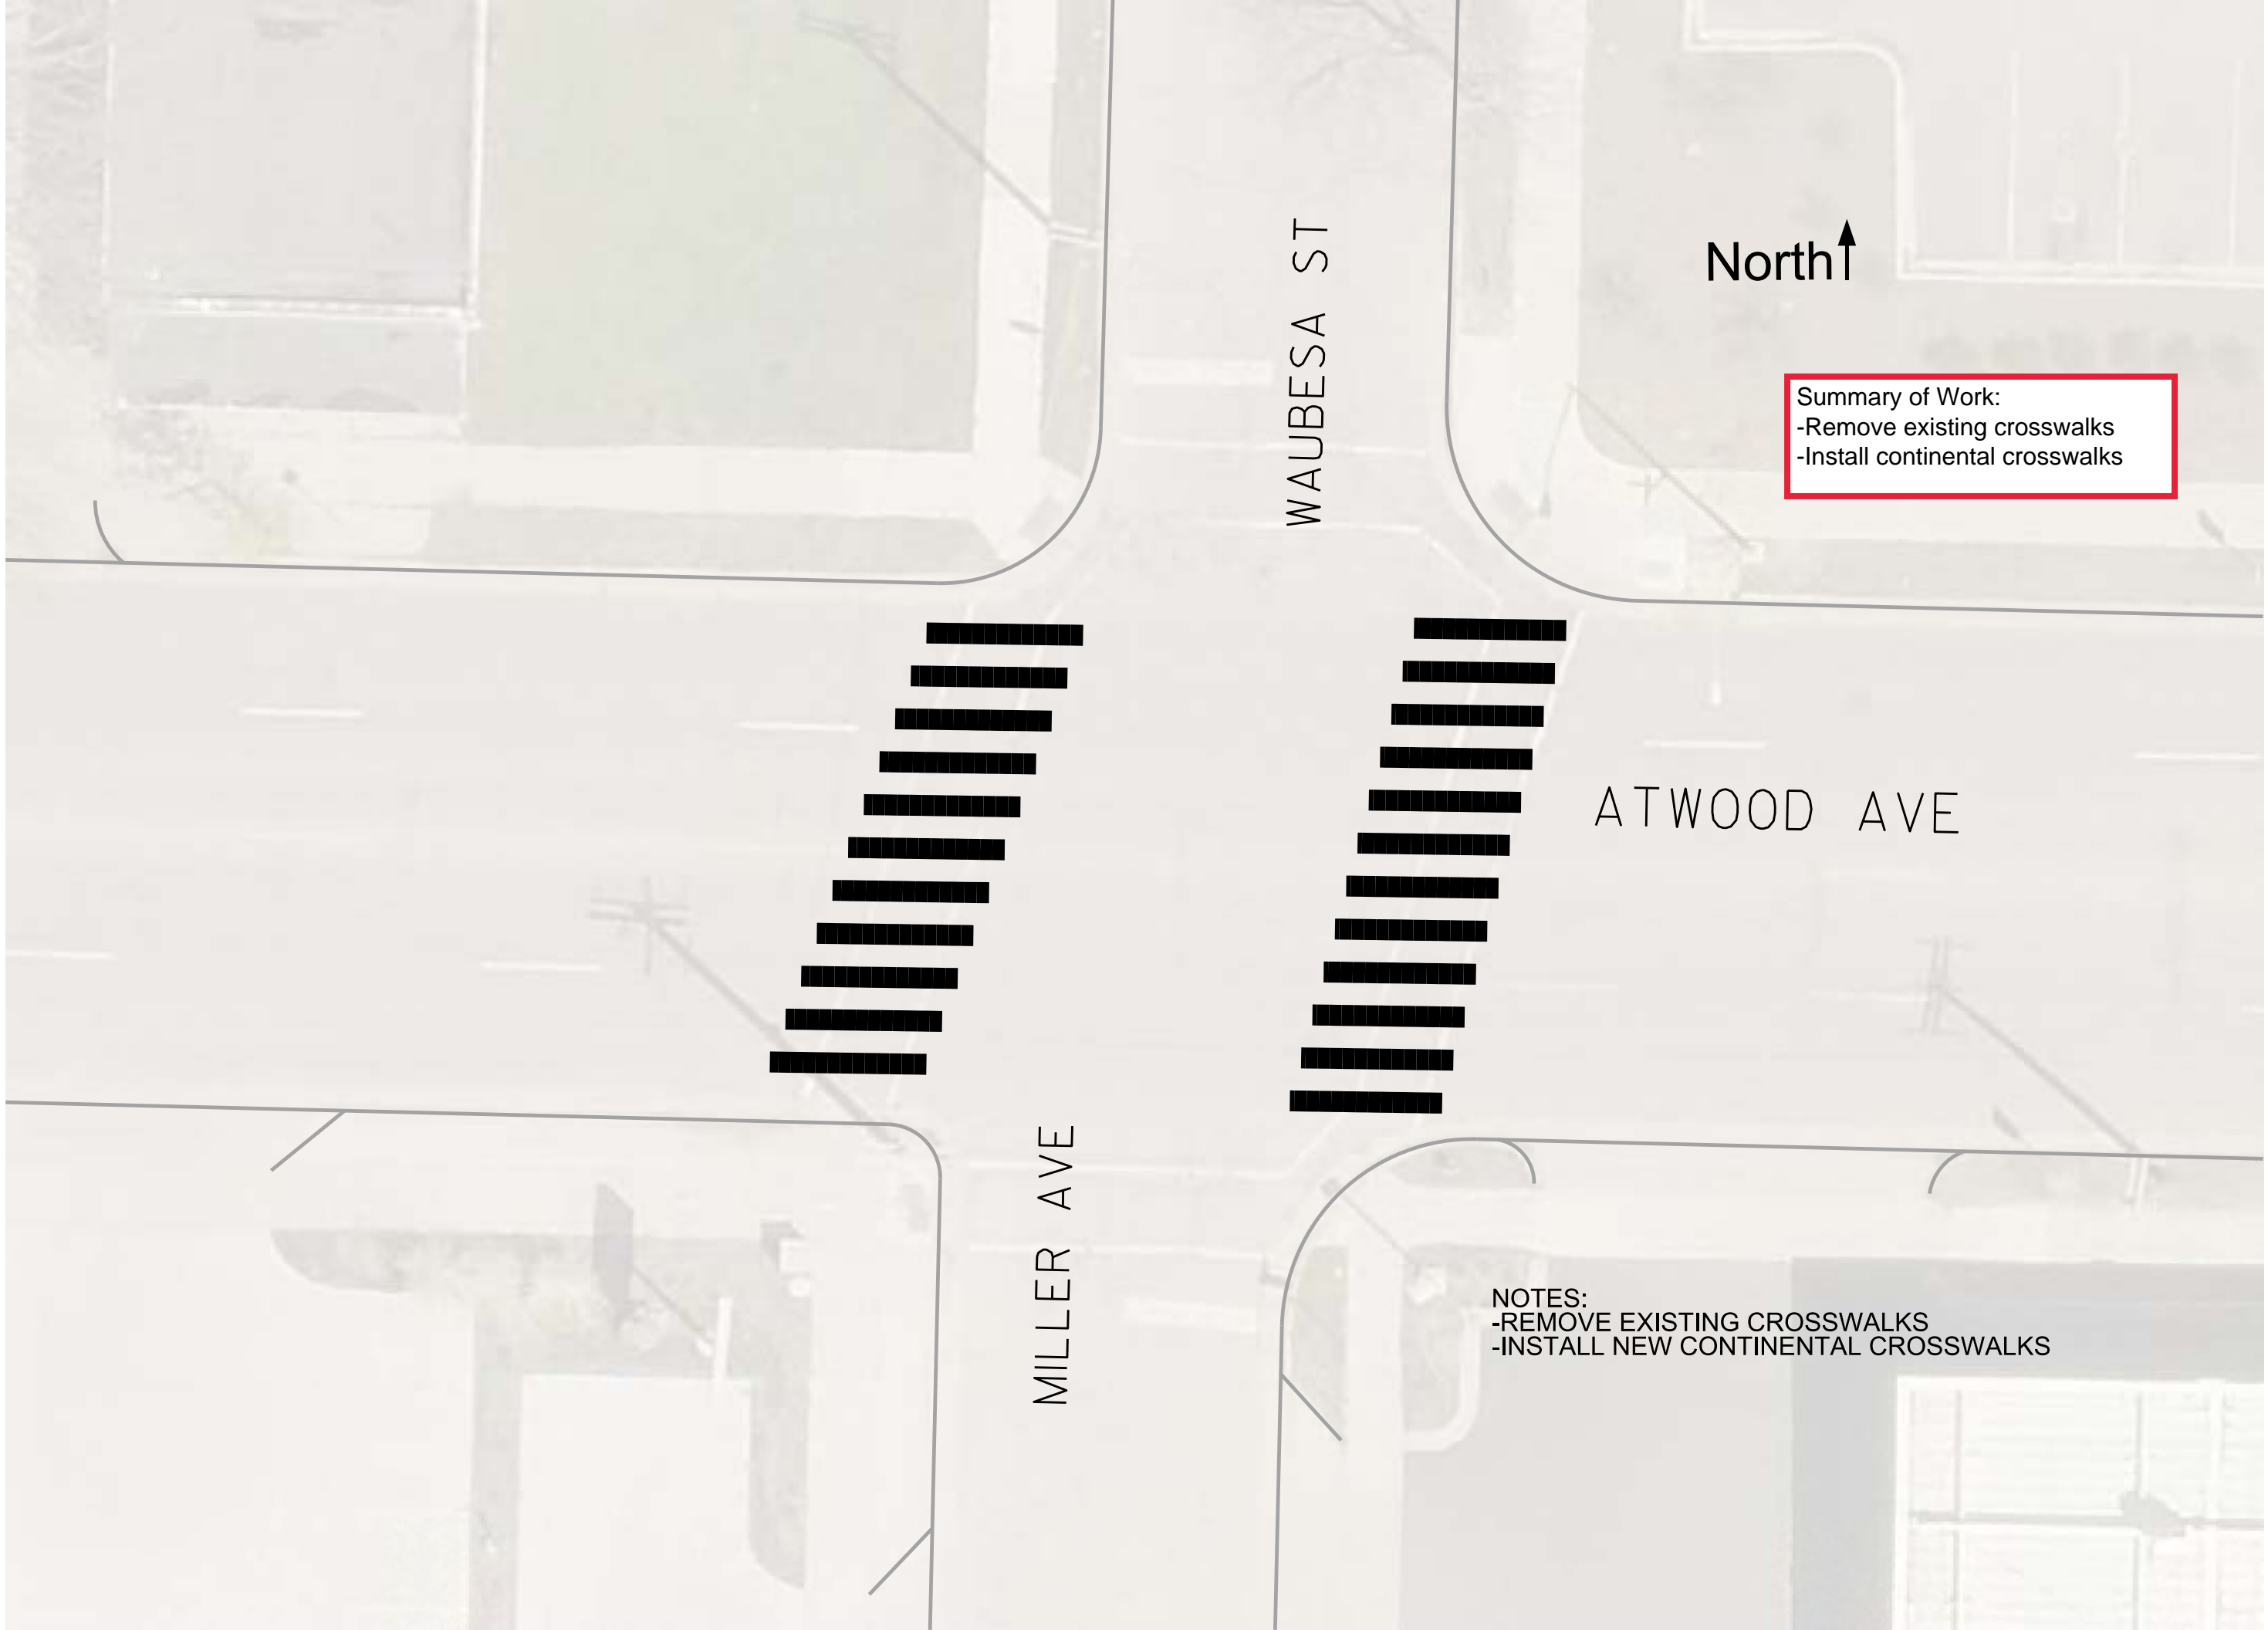 WAUBESA ST
North
Summary of Work:
-Remove existing crosswalks
-Install continental crosswalks
ATWOOD AVE
MILLER AVE
NOTES:
-REMOVE EXISTING CROSSWALKS
-INSTALL NEW CONTINENTAL CROSSWALKS